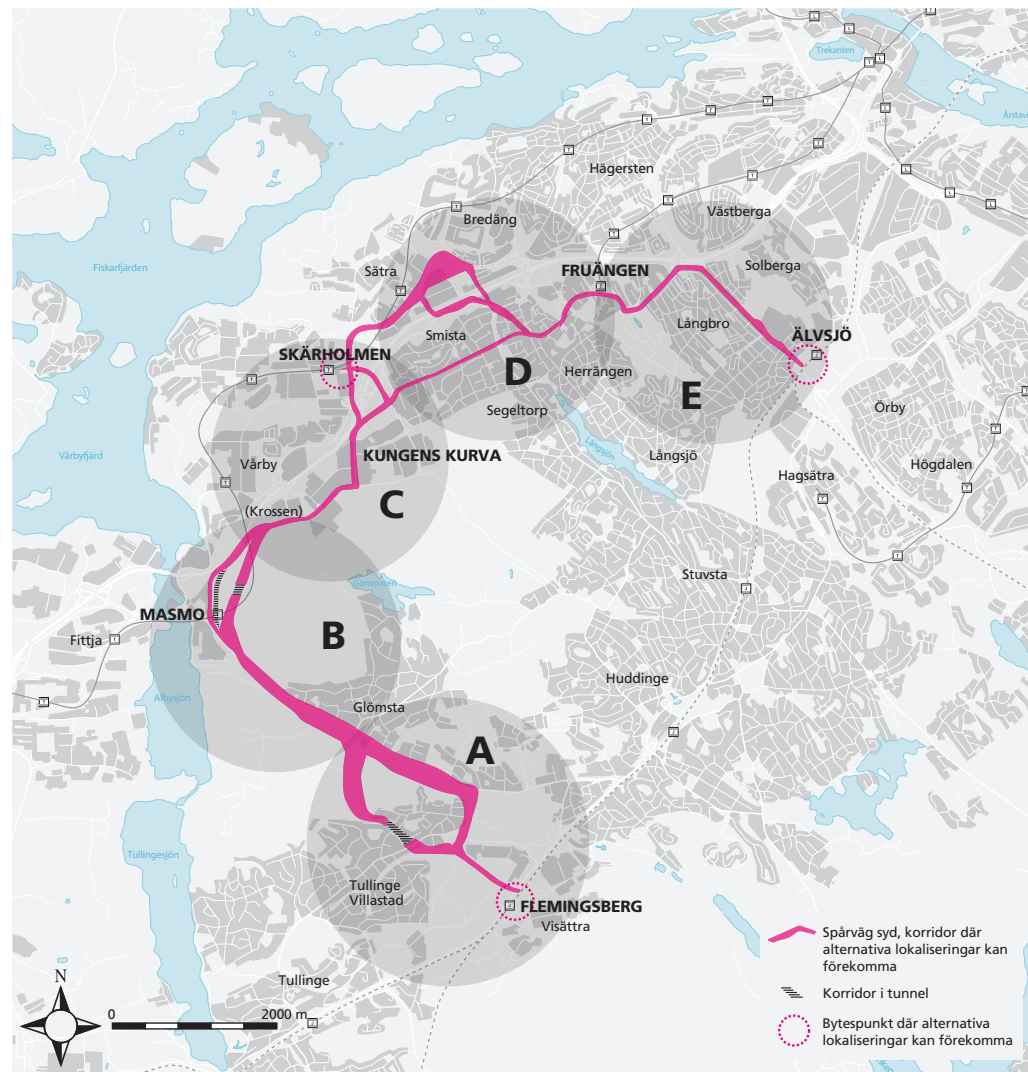 Trekanten
Årstavi
Hägersten
Bredäng
Västberga
Fiskarfjärden
Sätra
FRUÄNGEN
Solberga
Smista
Långbro
SKÄRHOLMEN
ÄLVSJÖ
D
Herrängen
E
Segeltorp
Örby
Vårbyfjärd
KUNGENS KURVA
Långsjön
Långsjö
Vårby
Högdalen
Hagsätra
(Krossen)
C
Gömmaren
Stuvsta
MASMO
Fittja
B
Huddinge
Albysjön
Glömsta
A
Tullingesjön
Tullinge
Villastad
FLEMINGSBERG
Visättra
Spårväg syd, korridor där
alternativa lokaliseringar kan
förekomma
Tullinge
N
Korridor i tunnel
0
2000 m
Bytespunkt där alternativa
lokaliseringar kan förekomma